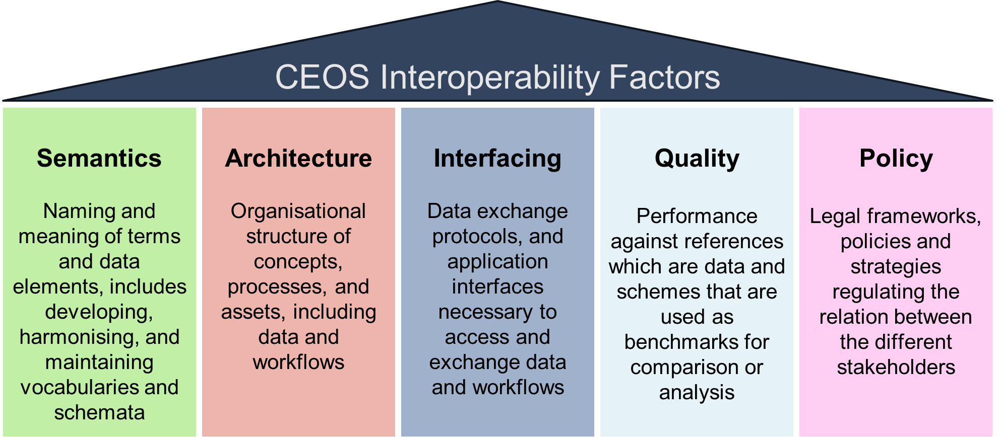 CEOS Interoperability Factors
Semantics
Naming and
meaning of terms
and data
elements, includes
developing,
harmonising, and
maintaining
vocabularies and
schemata
Architecture
Organisational
structure of
concepts,
processes, and
assets, including
data and
workflows
Interfacing
Data exchange
protocols, and
application
interfaces
necessary to
access and
exchange data
and workflows
Quality
Performance
against references
which are data and
schemes that are
used as
benchmarks for
comparison or
analysis
Policy
Legal frameworks,
policies and
strategies
regulating the
relation between
the different
stakeholders